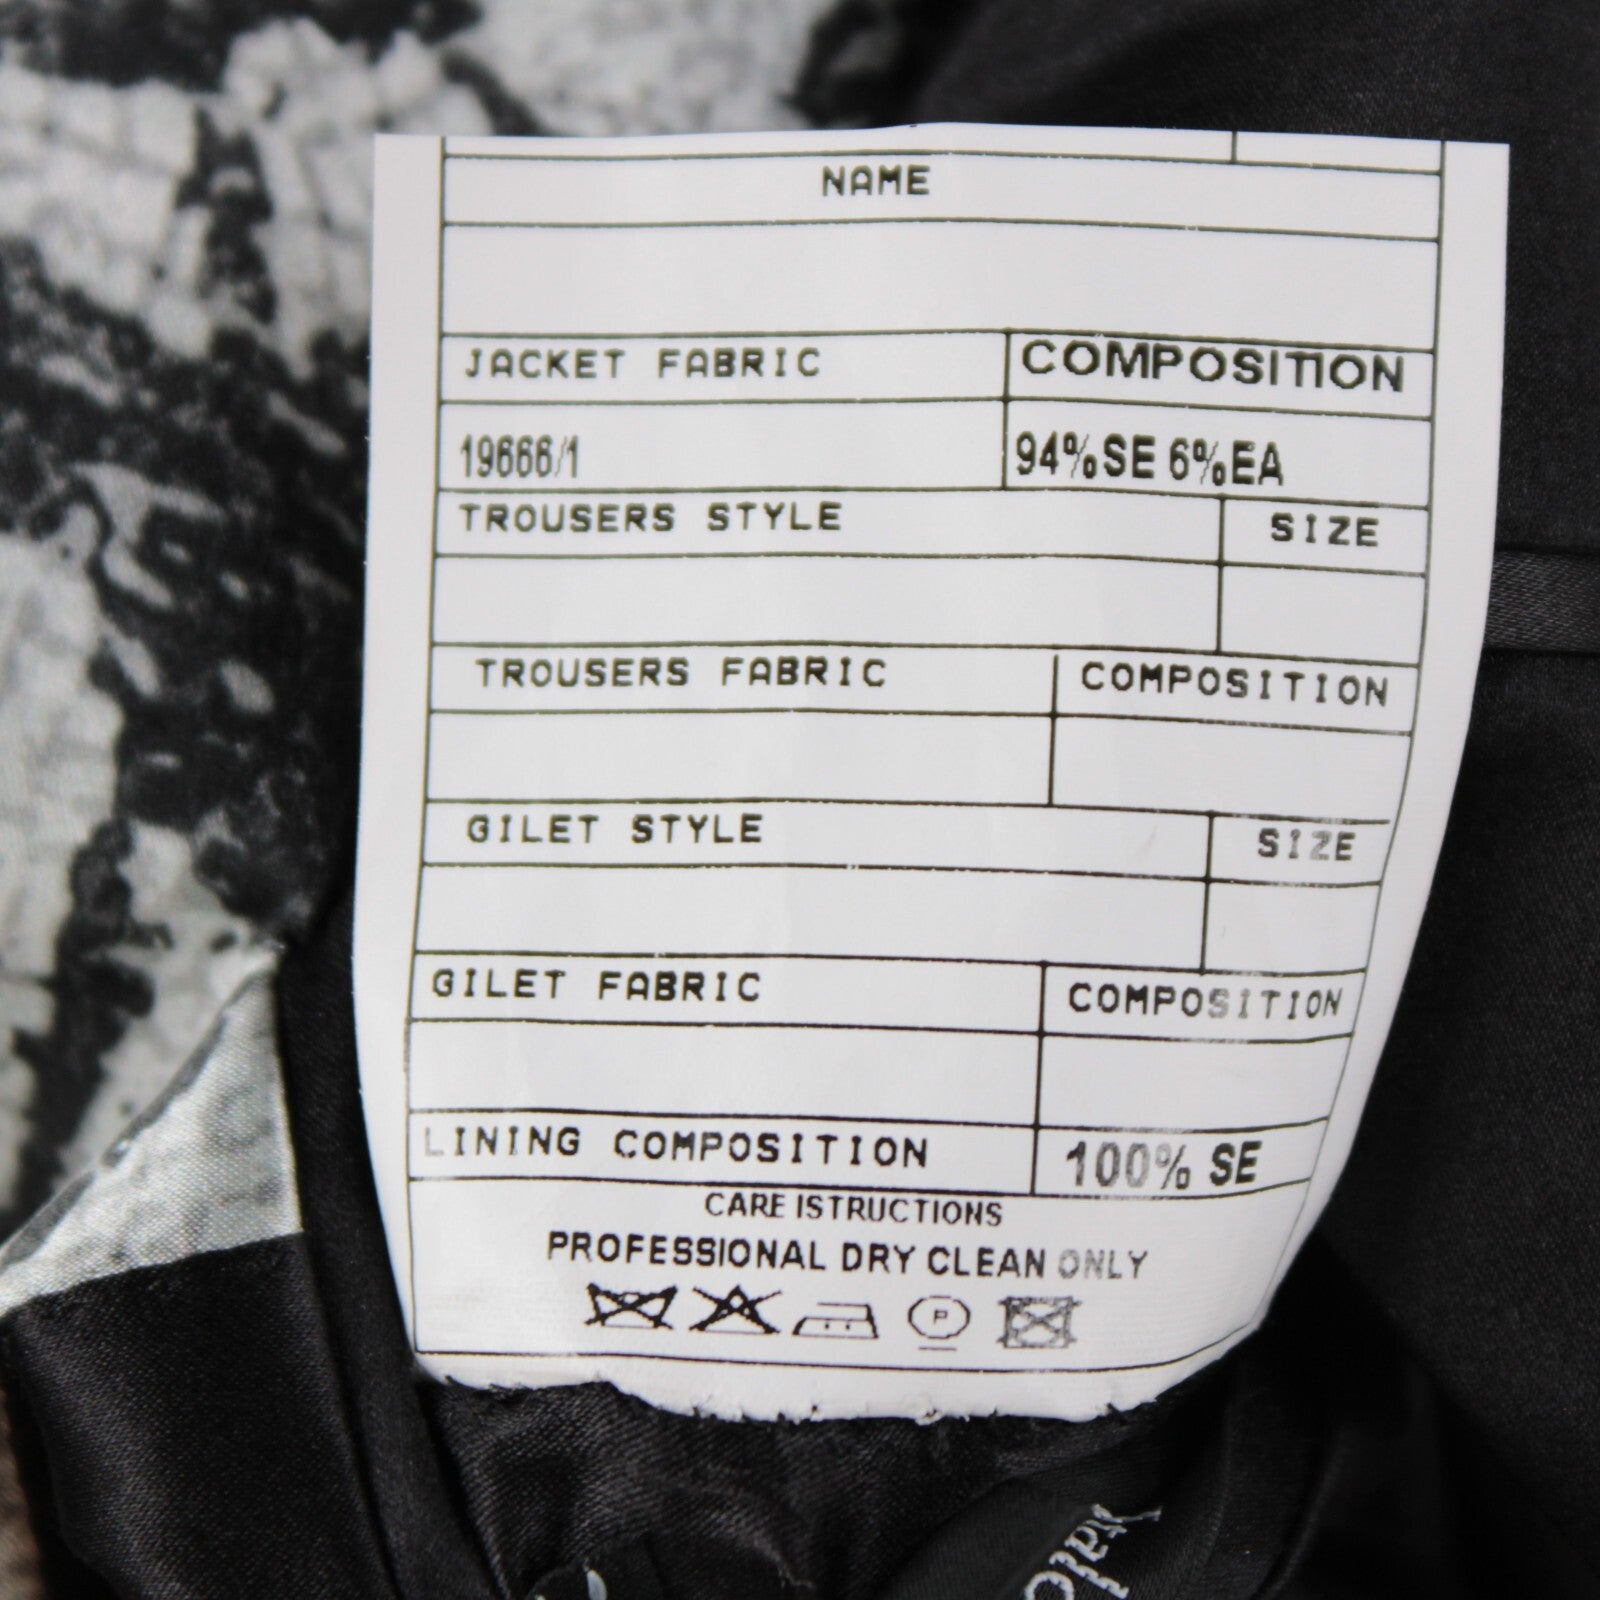 NAME
JACKET FABRIC COMPOSITION
19666/1 94%SE 6%EA
TROUSERS STYLE SIZE
TROUSERS FABRIC COMPOSITION
GILET STYLE SIZE
GILET FABRIC COMPOSITION
LINING COMPOSITION 100% SE
CARE ISTRUCTIONS
PROFESSIONAL DRY CLEAN ONLY
P